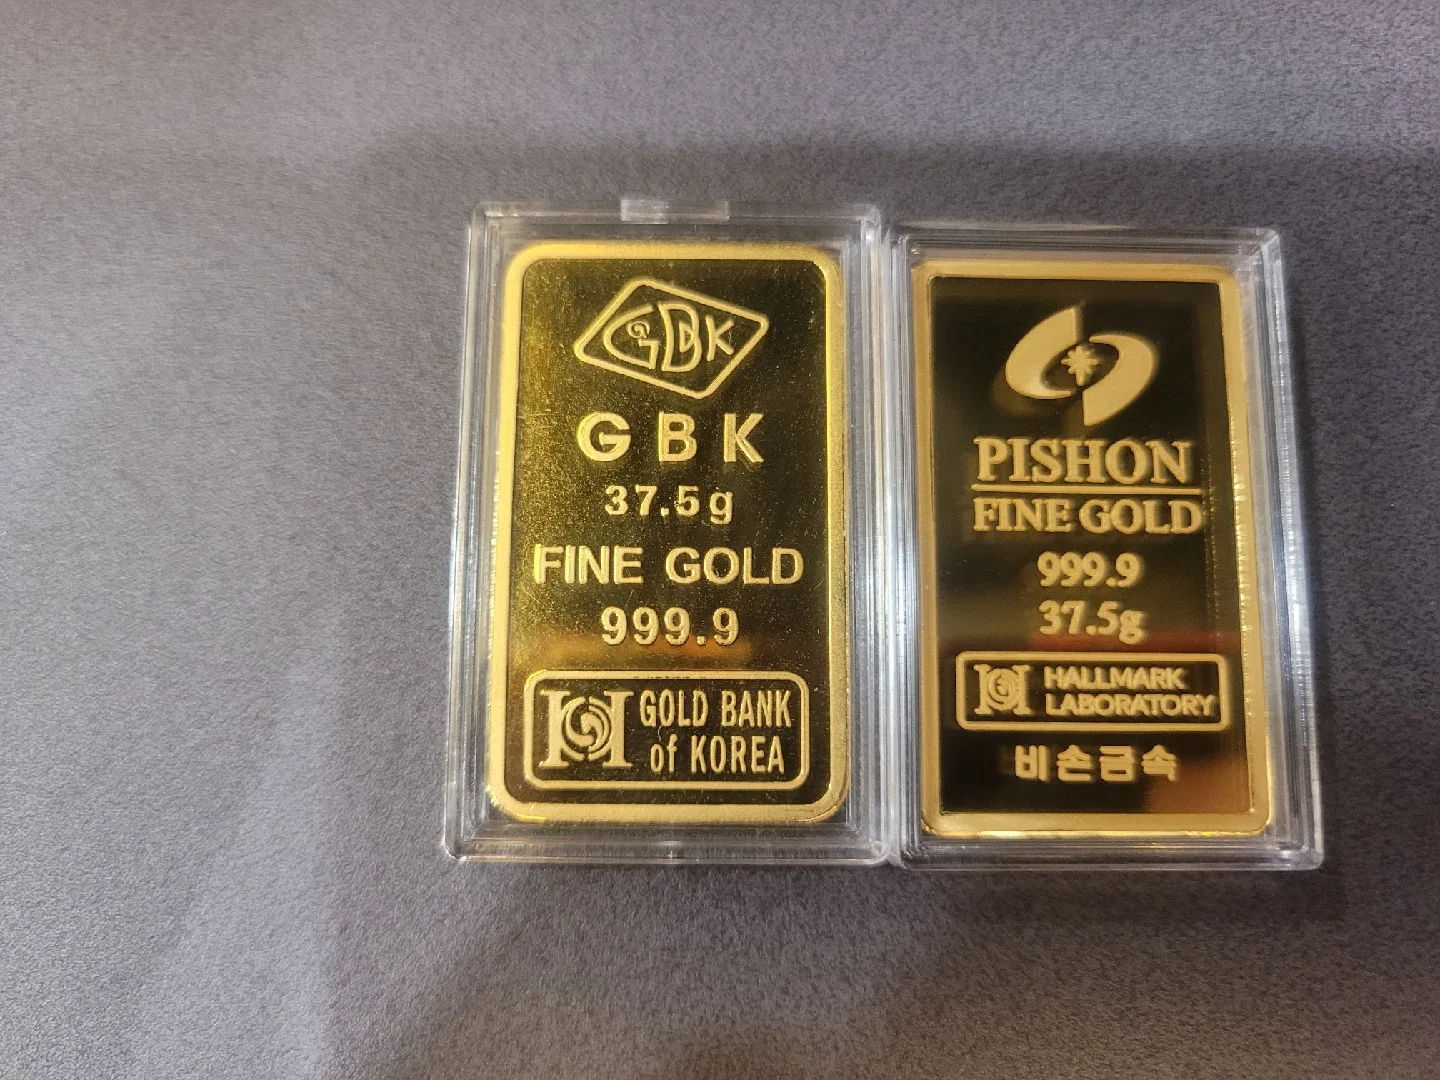 GBK
GBK
37.5g
FINE GOLD
999.9
GOLD BANK
of KOREA
PISHON
FINE GOLD
999.9
37.5g
HALLMARK
LABORATORY
비손금속